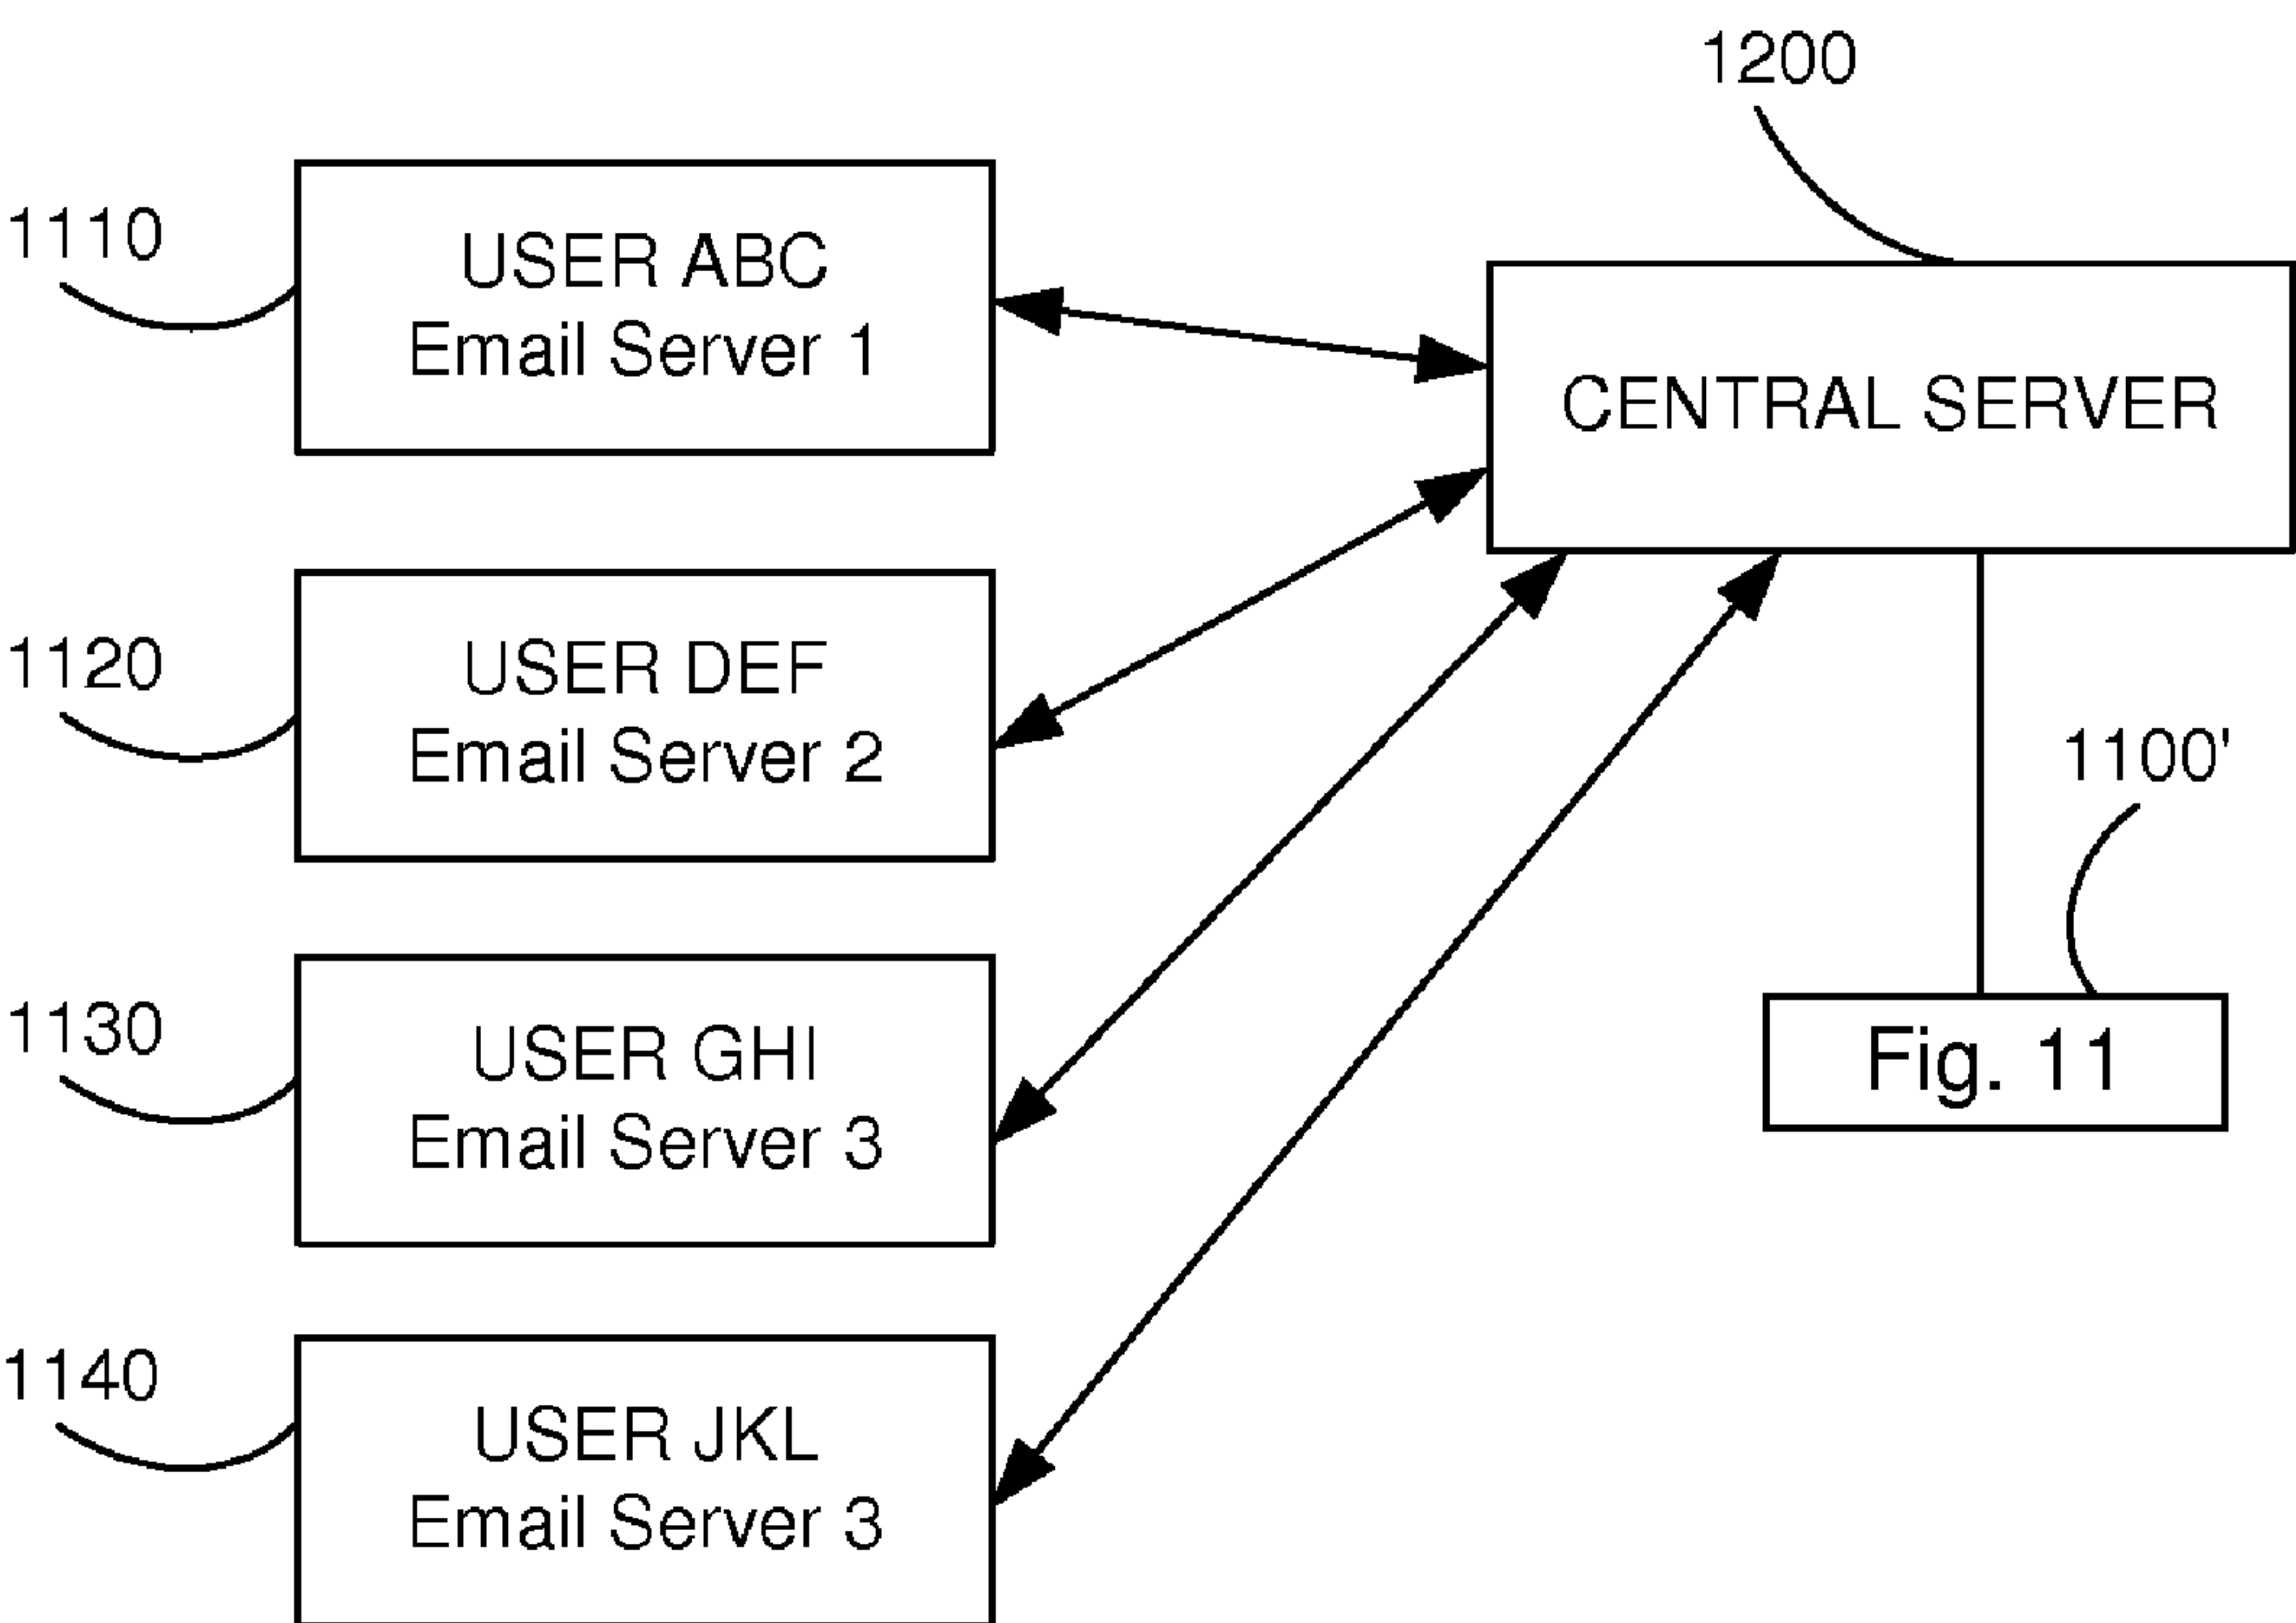 1200
1110
USER ABC
Email Server 1
CENTRAL SERVER
1120
USER DEF
Email Server 2
1100'
1130
USER GHI
Email Server 3
Fig. 11
1140
USER JKL
Email Server 3